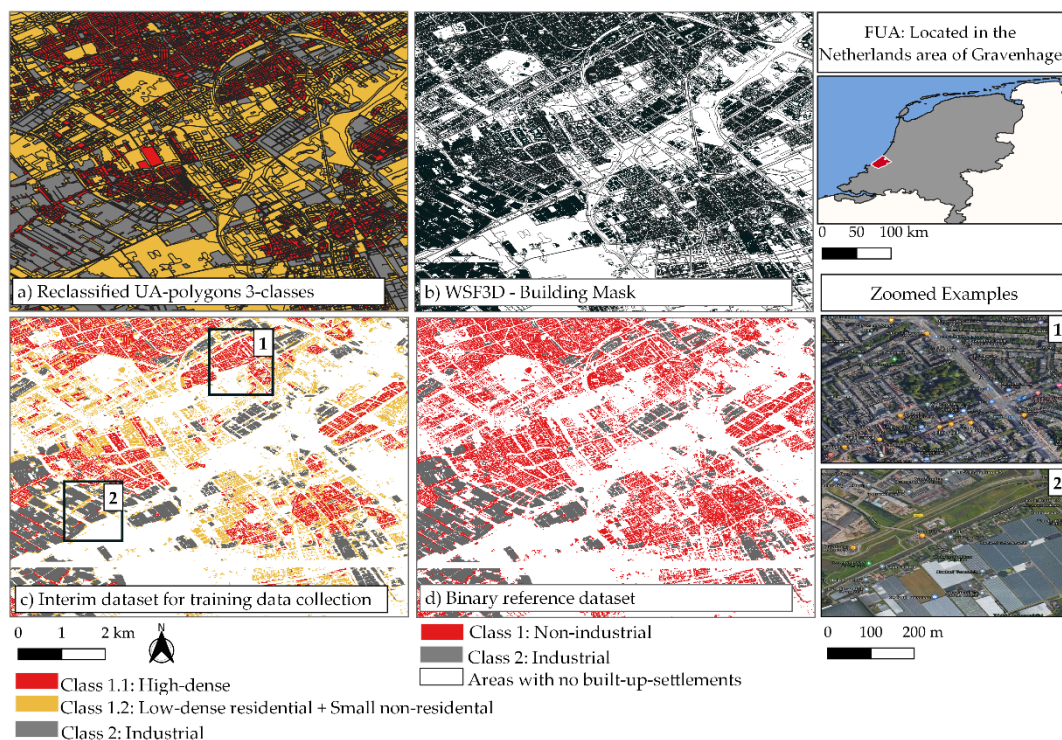 a) Reclassified UA-polygons 3-classes
b) WSF3D - Building Mask
FUA: Located in the
Netherlands area of Gravenhage
0 50 100 km
Zoomed Examples
1
2
c) Interim dataset for training data collection
d) Binary reference dataset
1
2
0 1 2 km
N
Class 1.1: High-dense
Class 1.2: Low-dense residential + Small non-residental
Class 2: Industrial
Class 1: Non-industrial
Class 2: Industrial
Areas with no built-up-settlements
0 100 200 m